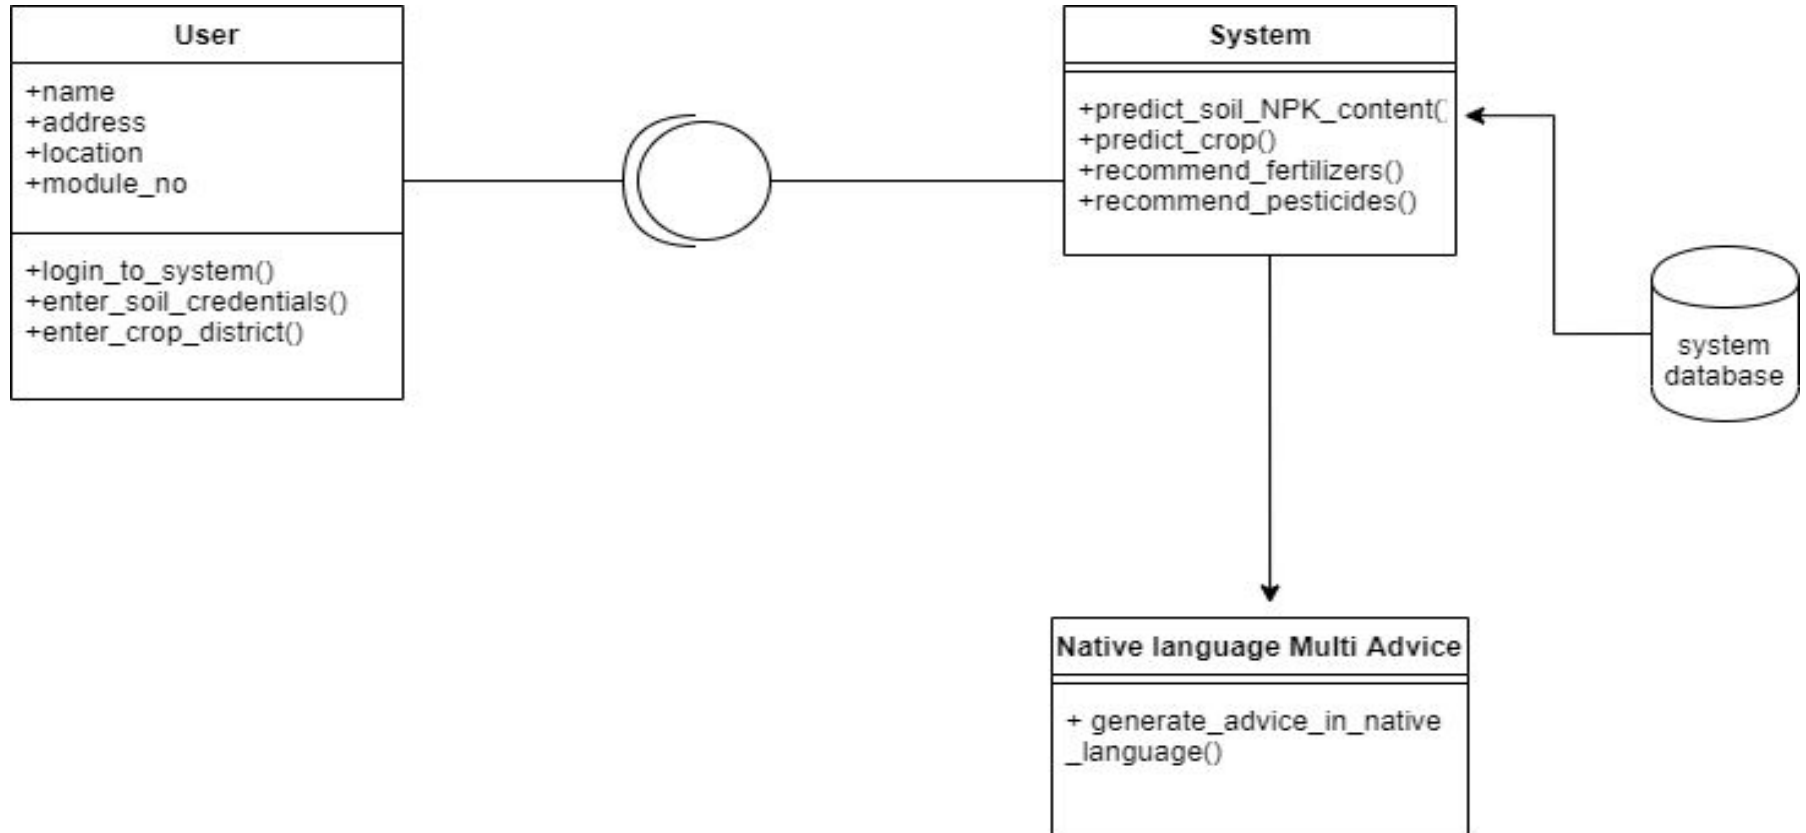 User
+name
+address
+location
+module_no
+login_to_system()
+enter_soil_credentials()
+enter_crop_district()
System
+predict_soil_NPK_content()
+predict_crop()
+recommend_fertilizers()
+recommend_pesticides()
system
database
Native language Multi Advice
+ generate_advice_in_native
_language()